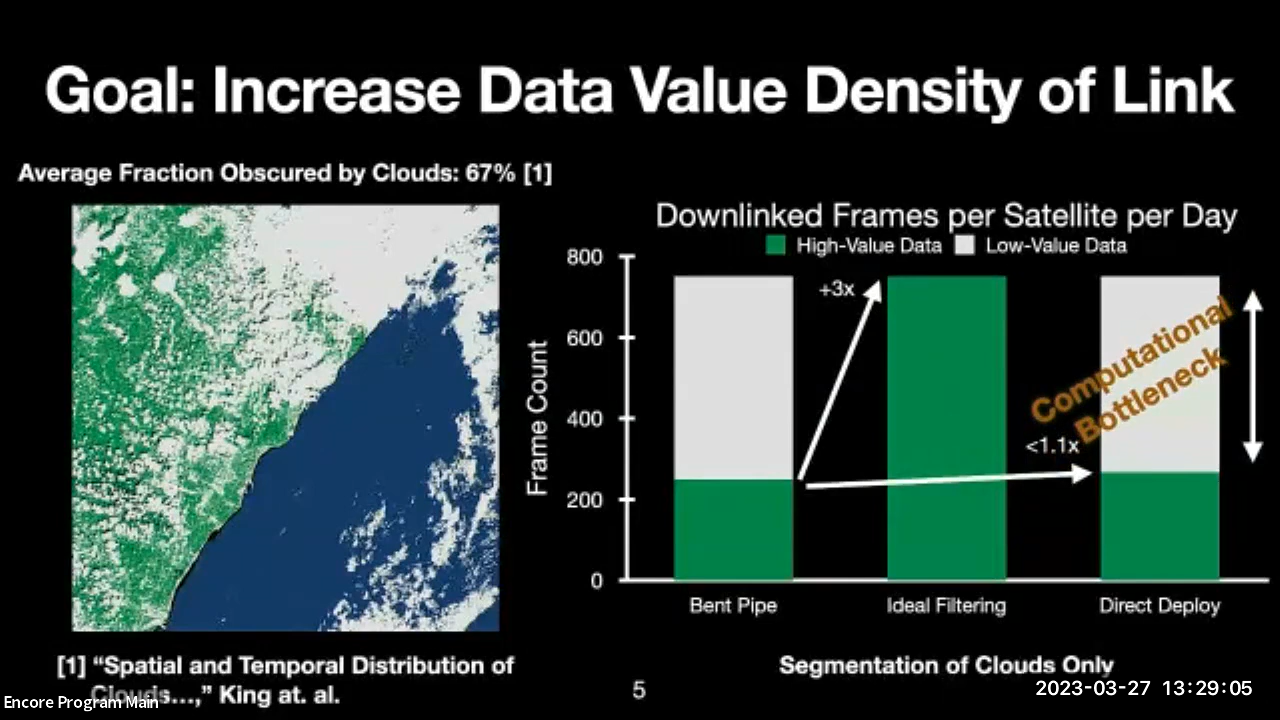 Goal: Increase Data Value Density of Link
Average Fraction Obscured by Clouds: 67% [1]
Downlinked Frames per Satellite per Day
High-Value Data
Low-Value Data
Frame Count
800
600
400
200
0
+3x
<1.1x
Computational
Bottleneck
Bent Pipe
Ideal Filtering
Direct Deploy
[1] “Spatial and Temporal Distribution of
Clouds...,” King at. al.
Segmentation of Clouds Only
5
Encore Program Main
2023-03-27 13:29:05